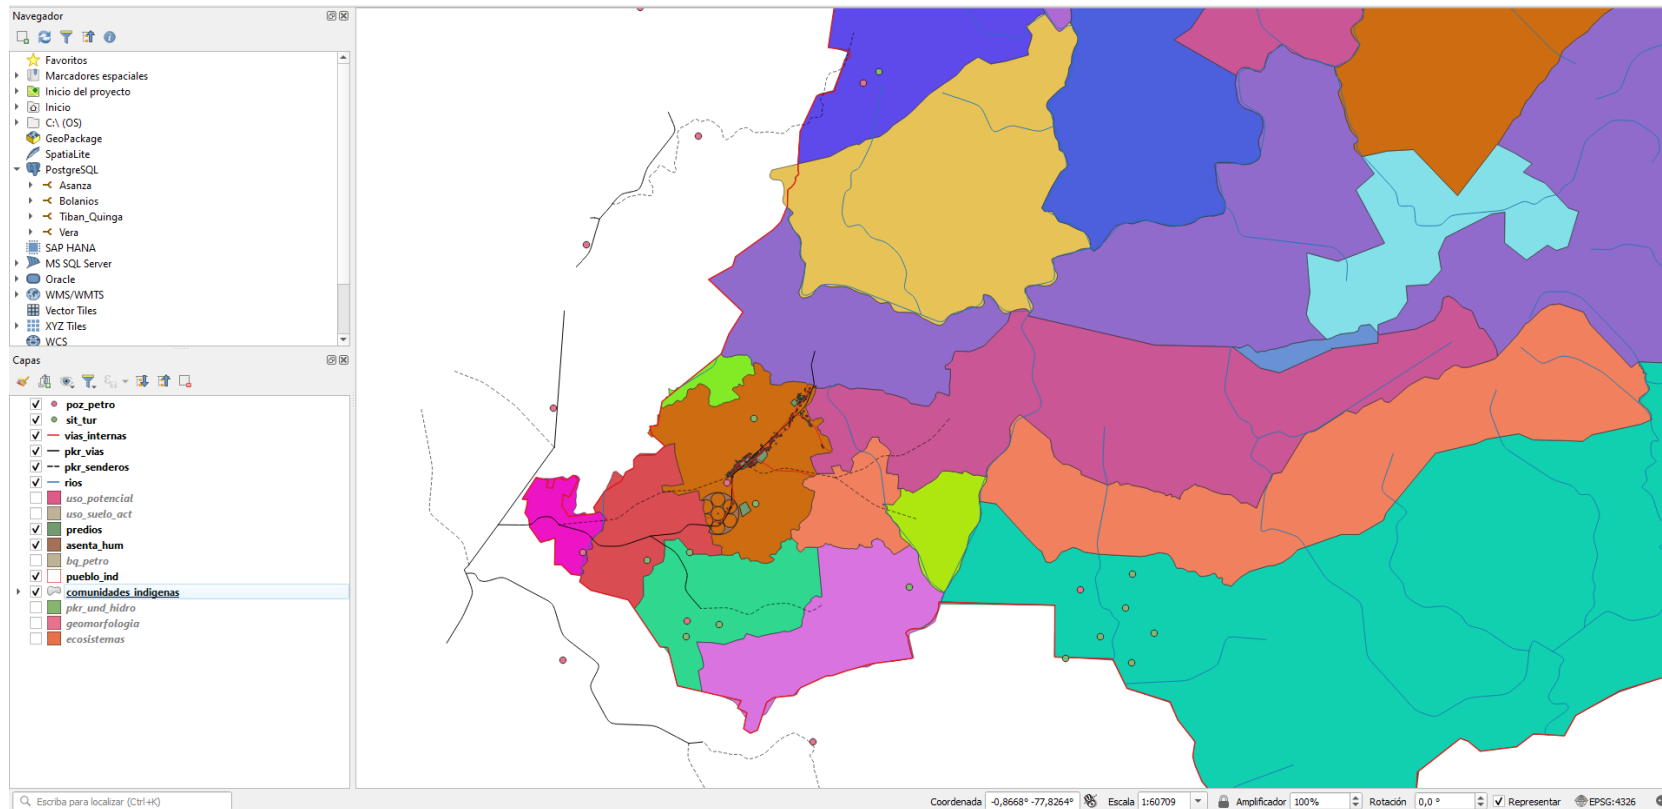 Navegador
Favoritos
Marcadores espaciales
Inicio del proyecto
Inicio
C:\ (OS)
GeoPackage
SpatiaLite
PostgreSQL
Asanza
Bolanios
Tiban_Quinga
Vera
SAP HANA
MS SQL Server
Oracle
WMS/WMTS
Vector Tiles
XYZ Tiles
WCS
Capas
poz_petro
sit_tur
vias_internas
pkr_vias
pkr_senderos
rios
uso_potencial
uso_suelo_act
predios
asenta_hum
bq_petro
pueblo_ind
comunidades_indigenas
pkr_und_hidro
geomorfologia
ecosistemas
Escriba para localizar (Ctrl+K) Coordenada -0,8668° -77,8264° Escala 1:60709 Amplificador 100% Rotación 0,0 ° Representar EPSG:4326